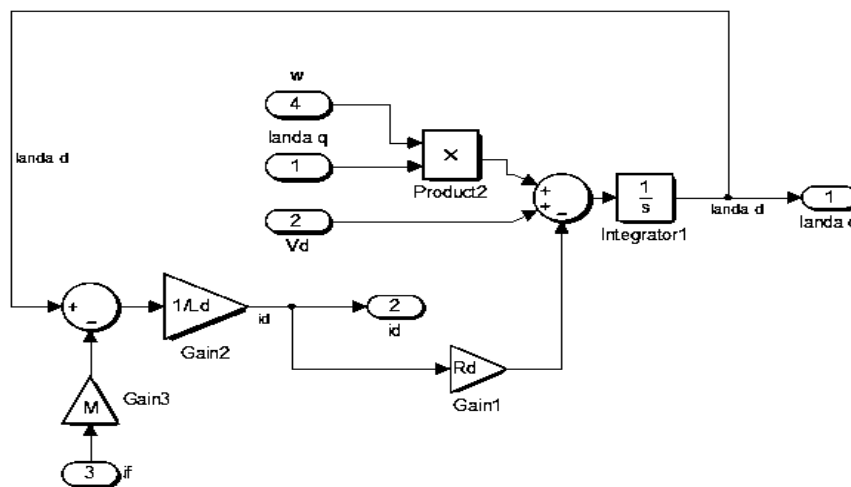 w
4
landa q
1
×
Product2
2
Vd
+
+
−
1
s
Integrator1
landa d
1
landa d
+
−
1/Ld
Gain2
id
2
id
Rd
Gain1
M
Gain3
3
if